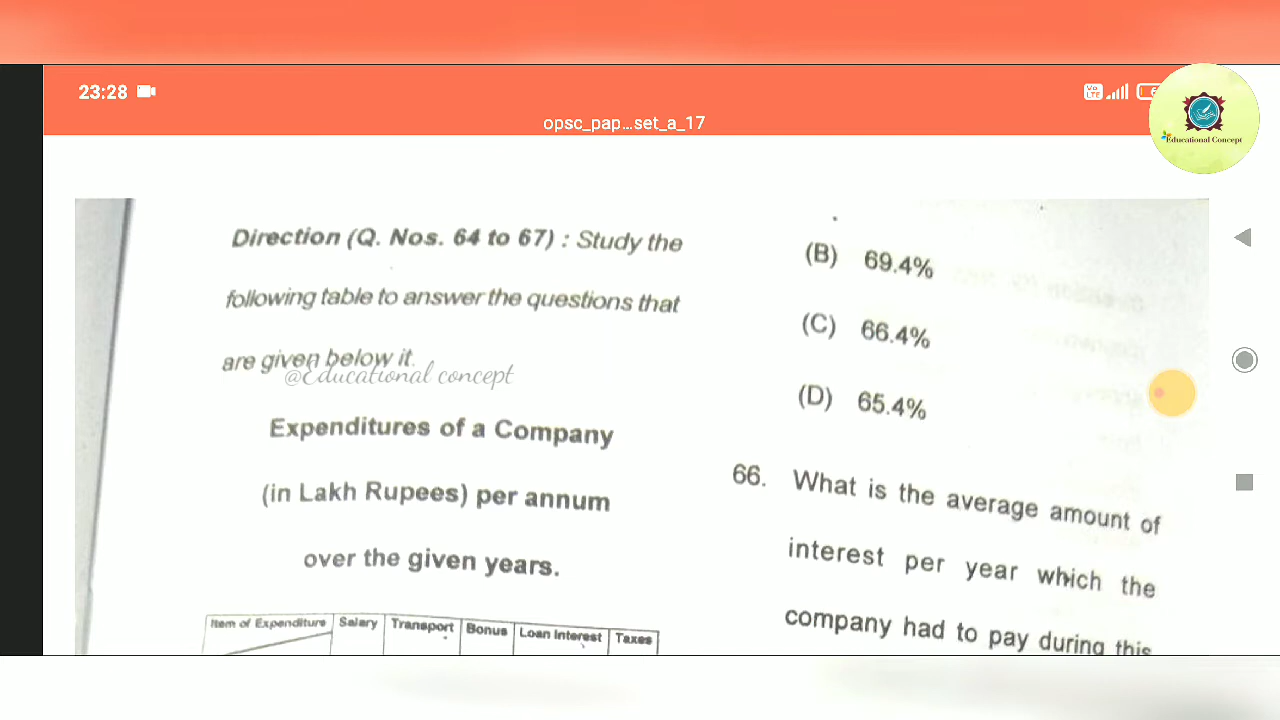 23:28
Vo
LTE
opsc_pap...set_a_17
Educational Concept
Direction (Q. Nos. 64 to 67) : Study the
following table to answer the questions that
are given below it.
@Educational concept
Expenditures of a Company
(in Lakh Rupees) per annum
over the given years.
Item of Expenditure Salary Transport Bonus Loan Interest Taxes
(B) 69.4%
(C) 66.4%
(D) 65.4%
66. What is the average amount of
interest per year which the
company had to pay during this